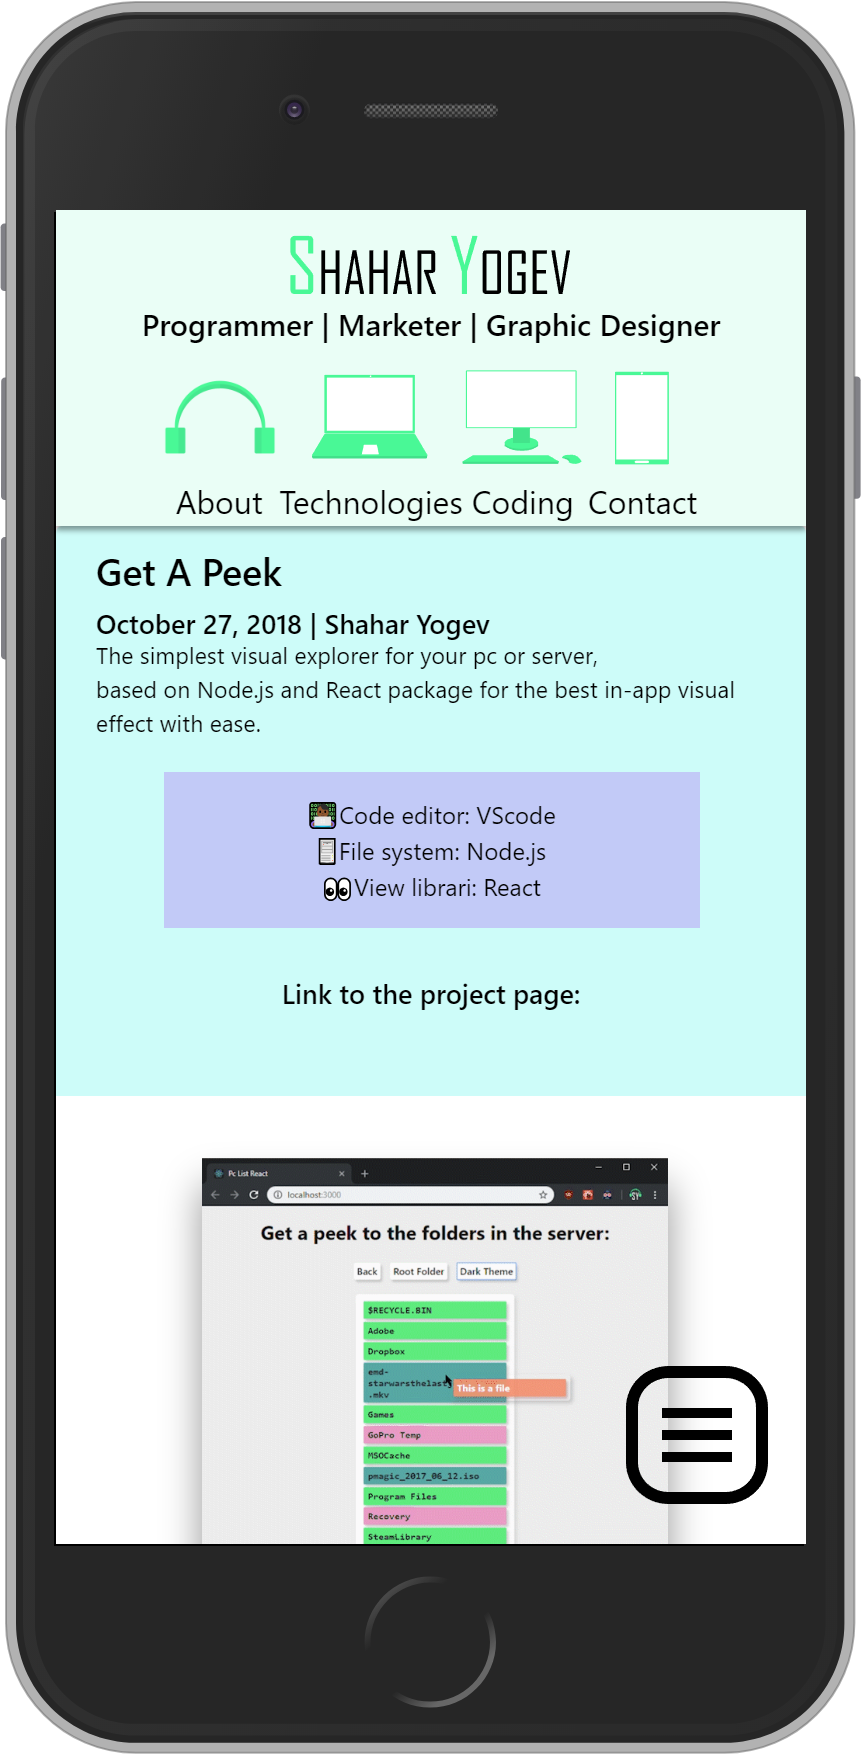 SHAHAR YOGEV
Programmer | Marketer | Graphic Designer
About Technologies Coding Contact
Get A Peek
October 27, 2018 | Shahar Yogev
The simplest visual explorer for your pc or server,
based on Node.js and React package for the best in-app visual
effect with ease.
Code editor: VScode
File system: Node.js
View librari: React
Link to the project page:
Pc List React
localhost:3000
Get a peek to the folders in the server:
Back Root Folder Dark Theme
$RECYCLE.BIN
Adobe
Dropbox
emd-
starwarsthelast
This is a file
.mkv
Games
GoPro Temp
MSOCache
pmagic_2017_06_12.iso
Program Files
Recovery
SteamLibrary